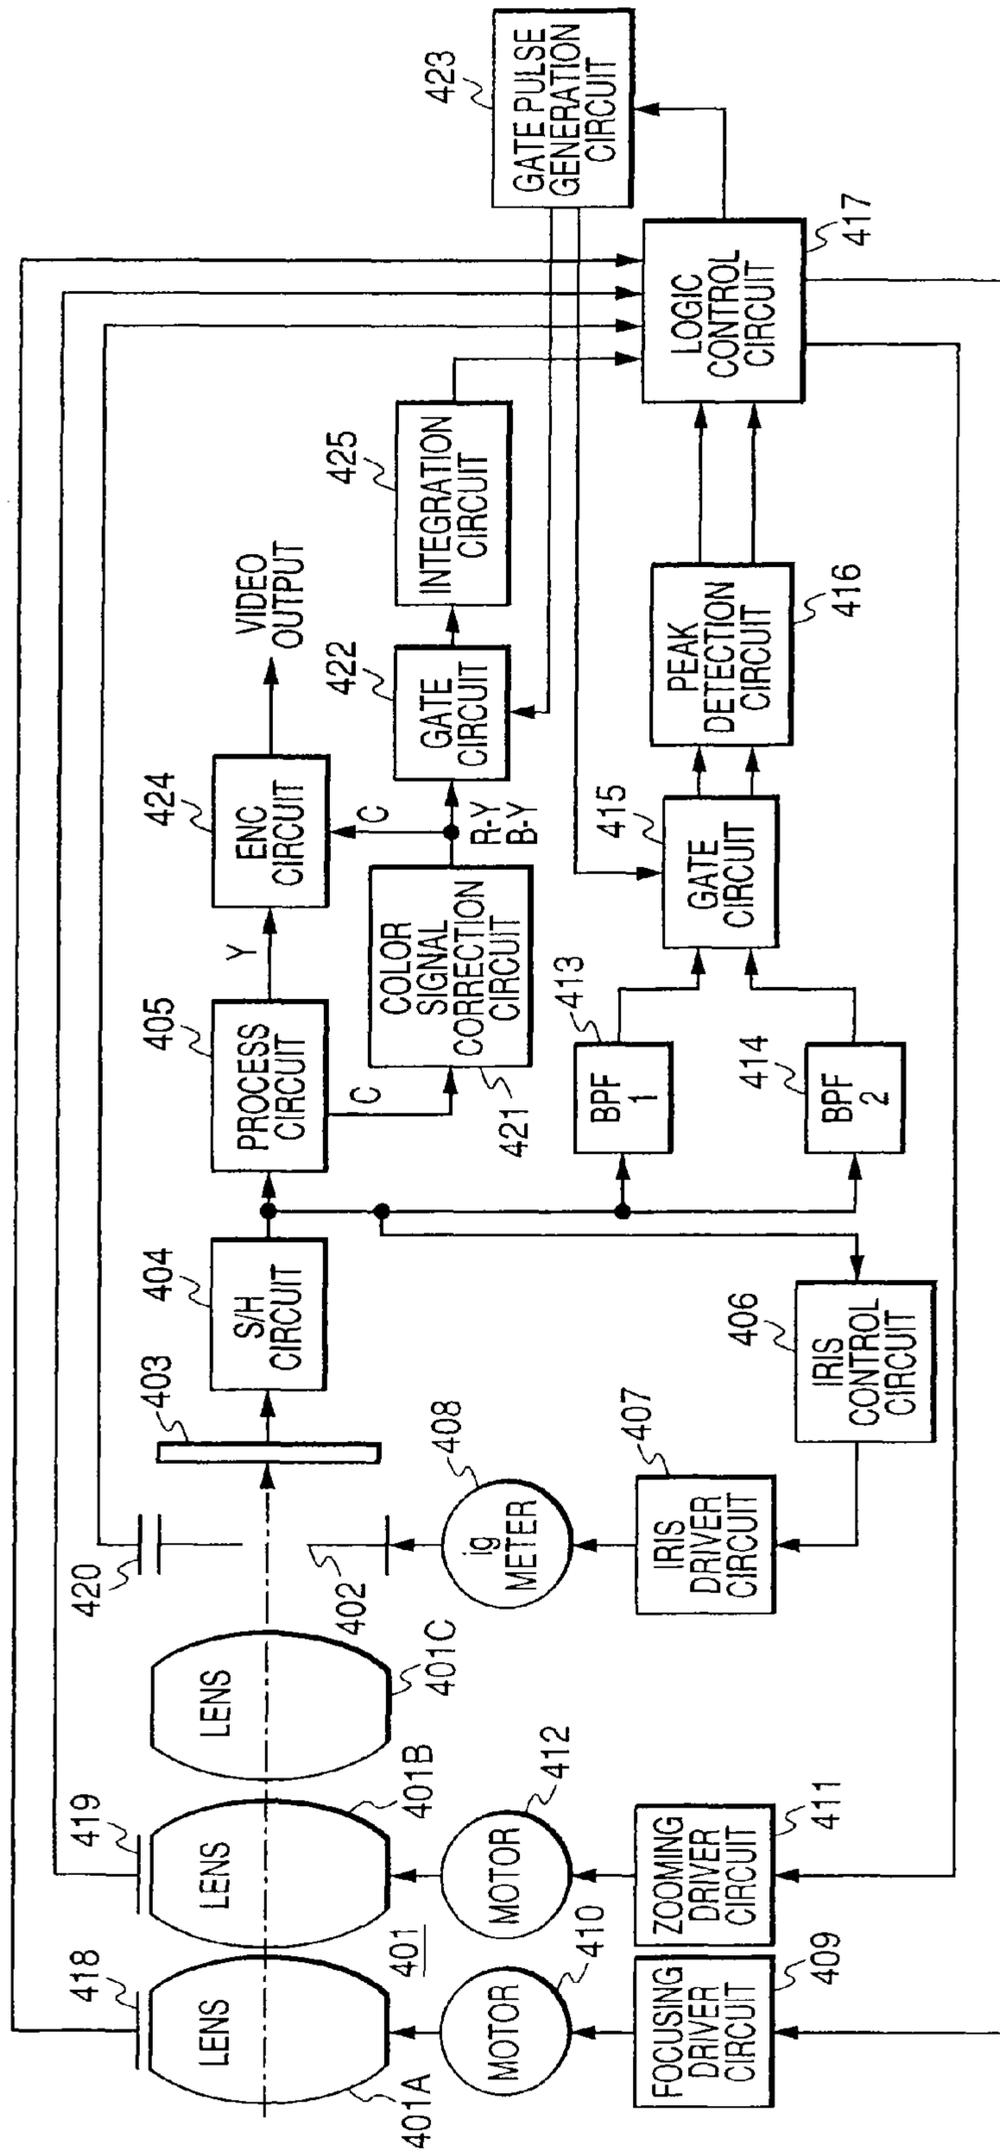 418
419
420
LENS
LENS
LENS
401A
401B
401C
401
402
403
404
S/H
CIRCUIT
405
PROCESS
CIRCUIT
Y
C
424
ENC
CIRCUIT
VIDEO
OUTPUT
C
COLOR
SIGNAL
CORRECTION
CIRCUIT
421
R-Y
B-Y
422
GATE
CIRCUIT
425
INTEGRATION
CIRCUIT
423
GATE PULSE
GENERATION
CIRCUIT
MOTOR
410
MOTOR
412
ig
METER
408
FOCUSING
DRIVER
CIRCUIT
409
ZOOMING
DRIVER
CIRCUIT
411
407
IRIS
DRIVER
CIRCUIT
406
IRIS
CONTROL
CIRCUIT
413
BPF
1
414
BPF
2
415
GATE
CIRCUIT
PEAK
DETECTION
CIRCUIT
416
LOGIC
CONTROL
CIRCUIT
417